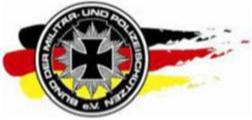 BUND DER MILITÄR- UND POLIZEISCHÜTZEN
e.V.